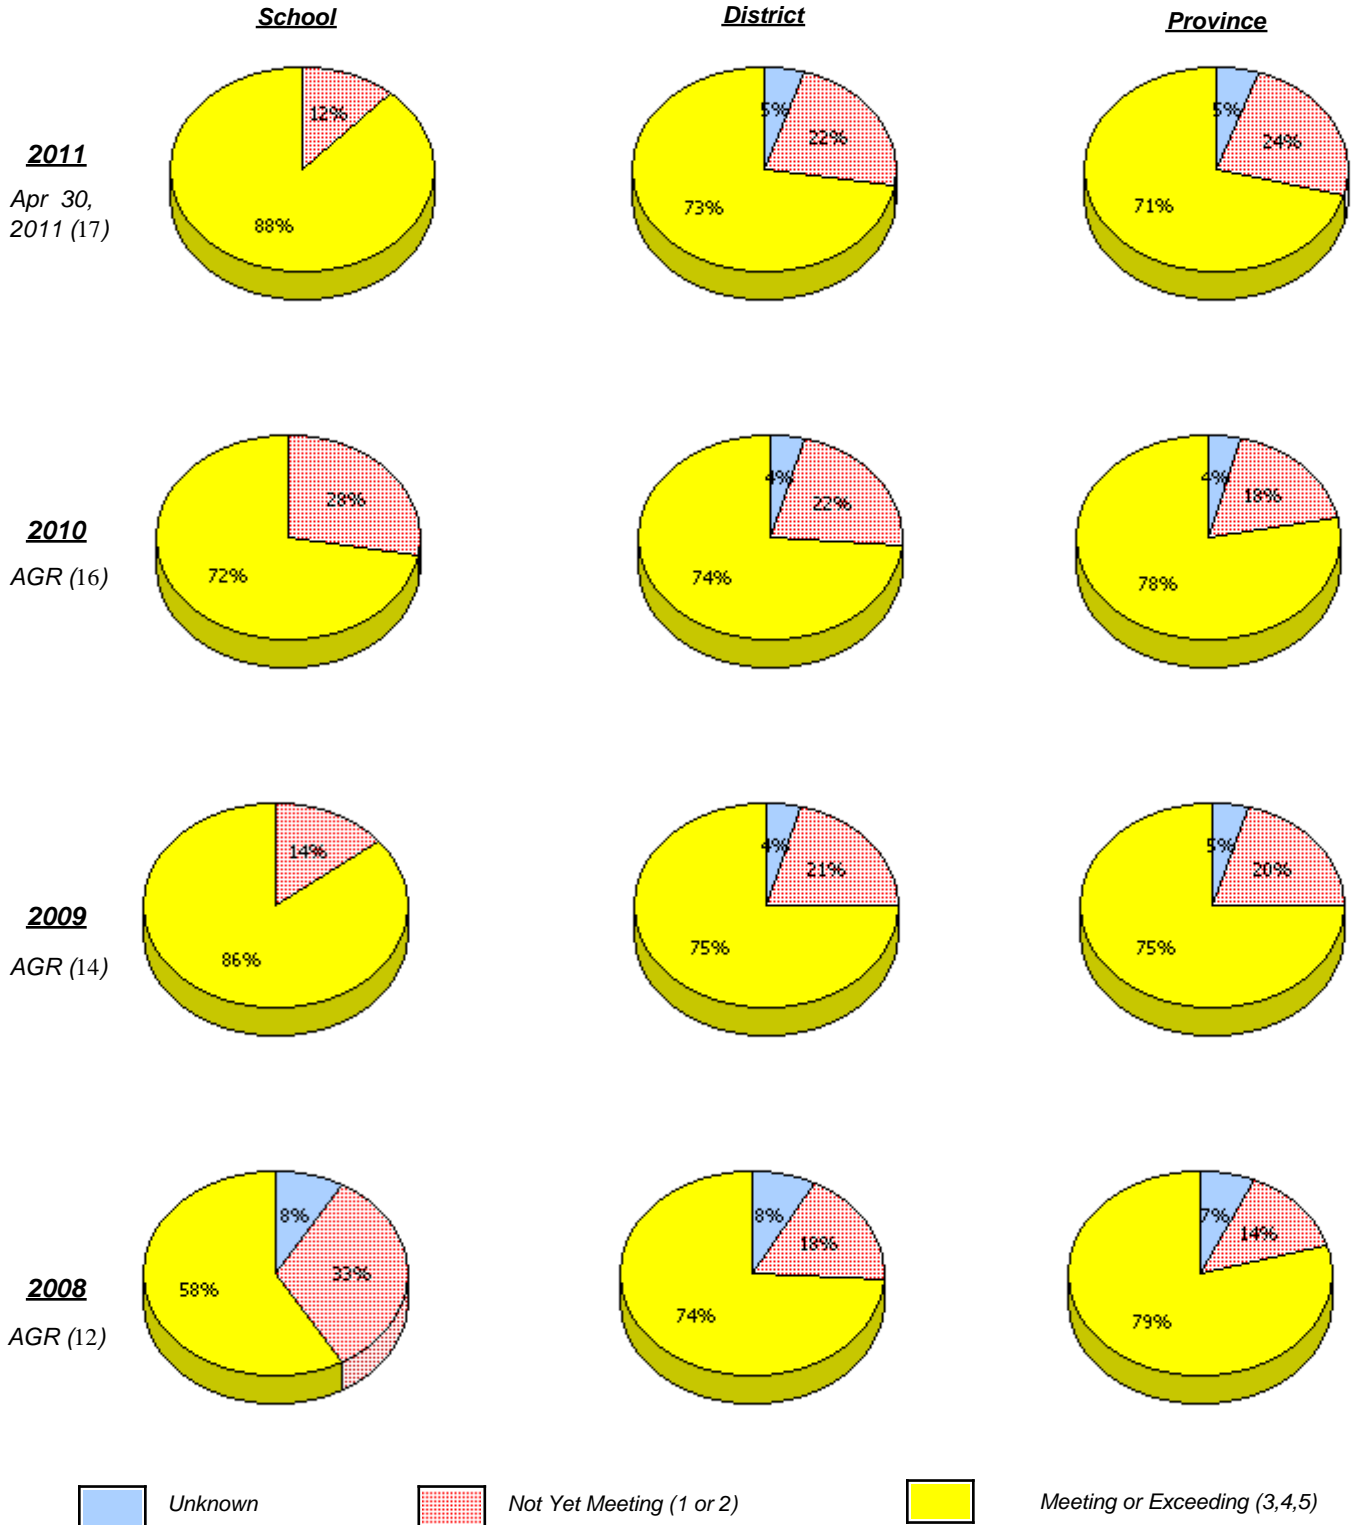 School District Province
12% 5% 22% 5% 24%
2011
Apr 30,
2011 (17)
88% 73% 71%
28% 4% 22% 4% 18%
2010
AGR (16)
72% 74% 78%
14% 4% 21% 5% 20%
2009
AGR (14)
86% 75% 75%
8% 33% 8% 18% 7% 14%
2008
AGR (12)
58% 74% 79%
Unknown Not Yet Meeting (1 or 2) Meeting or Exceeding (3,4,5)